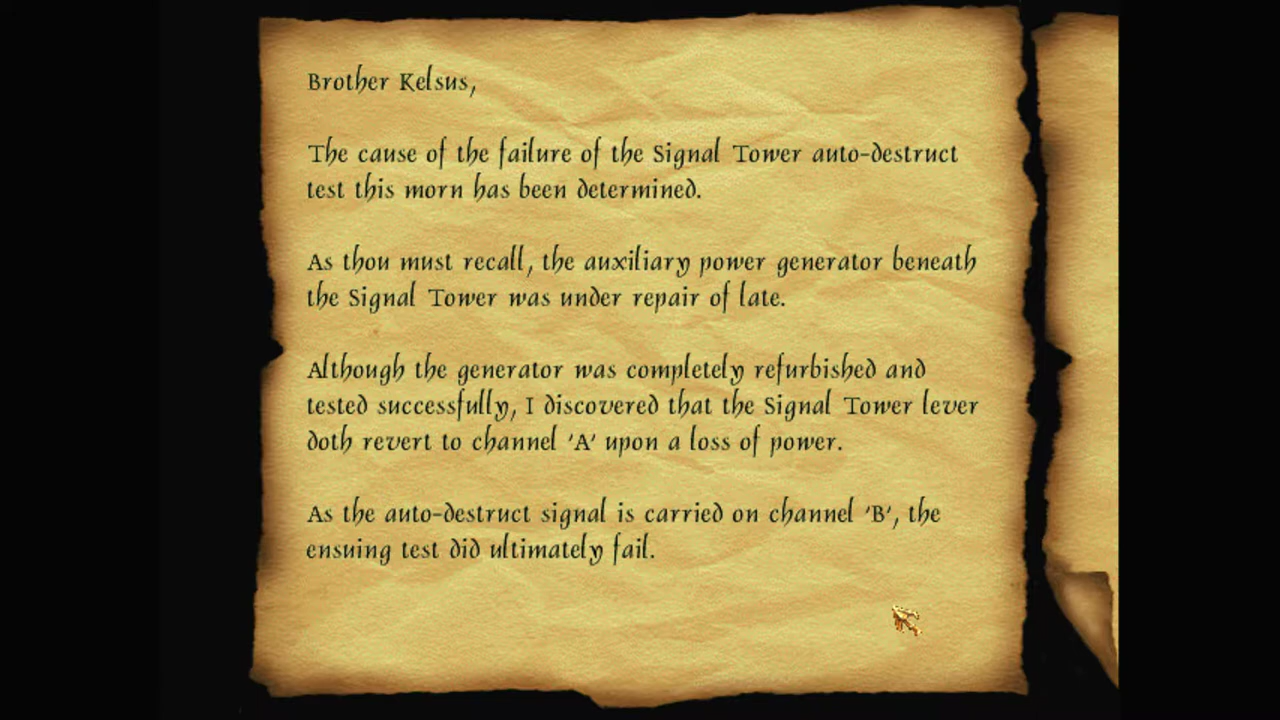 Brother Kelsus,
The cause of the failure of the Signal Tower auto-destruct
test this morn has been determined.
As thou must recall, the auxiliary power generator beneath
the Signal Tower was under repair of late.
Although the generator was completely refurbished and
tested successfully, I discovered that the Signal Tower lever
doth revert to channel 'A' upon a loss of power.
As the auto-destruct signal is carried on channel 'B', the
ensuing test did ultimately fail.